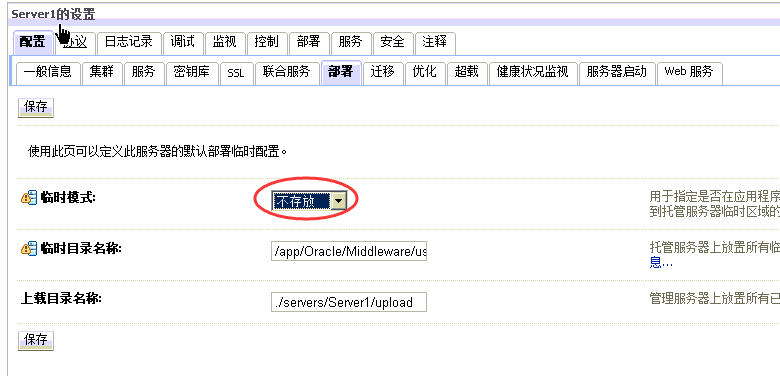 Server1的设置
配置 协议 日志记录 调试 监视 控制 部署 服务 安全 注释
一般信息 集群 服务 密钥库 SSL 联合服务 部署 迁移 优化 超载 健康状况监视 服务器启动 Web 服务
保存
使用此页可以定义此服务器的默认部署临时配置。
临时模式: 不存放 用于指定是否在应用程序
到托管服务器临时区域的
临时目录名称: /app/Oracle/Middleware/us 托管服务器上放置所有临
息...
上载目录名称: ./servers/Server1/upload 管理服务器上放置所有已
保存